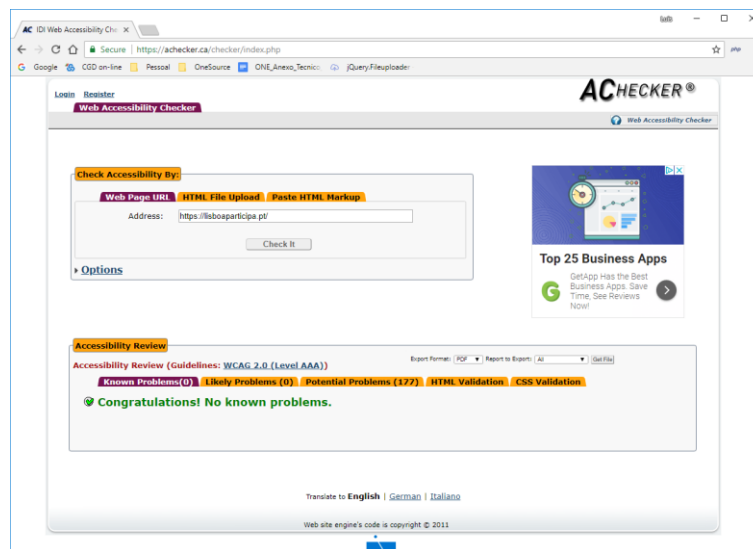 IDI Web Accessibility Che
Secure | https://achecker.ca/checker/index.php
Google CGD on-line Pessoal OneSource ONE_Anexo_Tecnico jQuery.Fileuploader
Login Register
ACHECKER®
Web Accessibility Checker
Web Accessibility Checker
Check Accessibility By:
Web Page URL HTML File Upload Paste HTML Markup
Address: https://lisboaparticipa.pt/
Check It
Options
Top 25 Business Apps
GetApp Has the Best
Business Apps. Save
Time, See Reviews
Now!
Accessibility Review
Accessibility Review (Guidelines: WCAG 2.0 (Level AAA))
Export Format: PDF Report to Export: All Get File
Known Problems(0) Likely Problems (0) Potential Problems (177) HTML Validation CSS Validation
Congratulations! No known problems.
Translate to English | German | Italiano
Web site engine's code is copyright © 2011